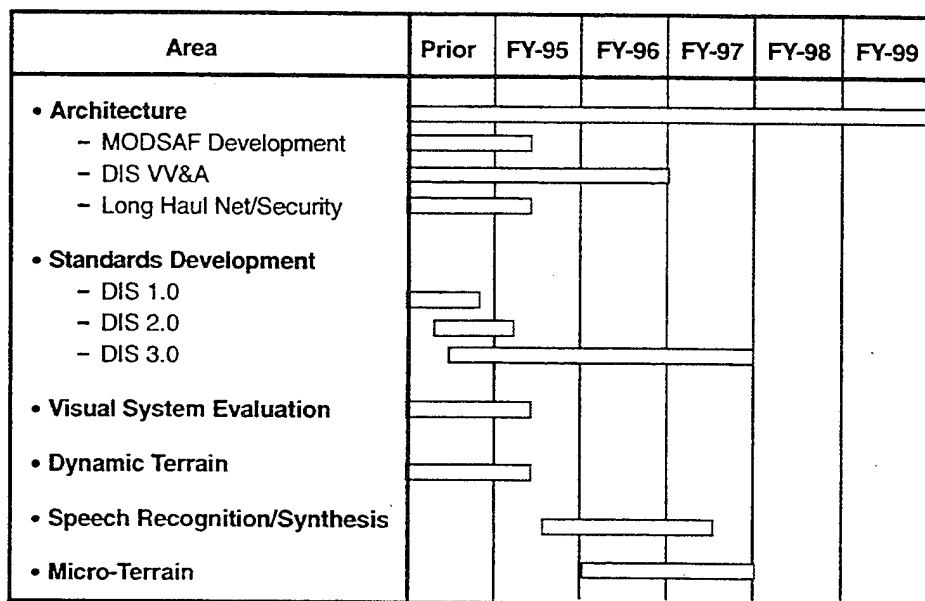 Area Prior FY-95 FY-96 FY-97 FY-98 FY-99
• Architecture
– MODSAF Development
– DIS VV&A
– Long Haul Net/Security
• Standards Development
– DIS 1.0
– DIS 2.0
– DIS 3.0
• Visual System Evaluation
• Dynamic Terrain
• Speech Recognition/Synthesis
• Micro-Terrain